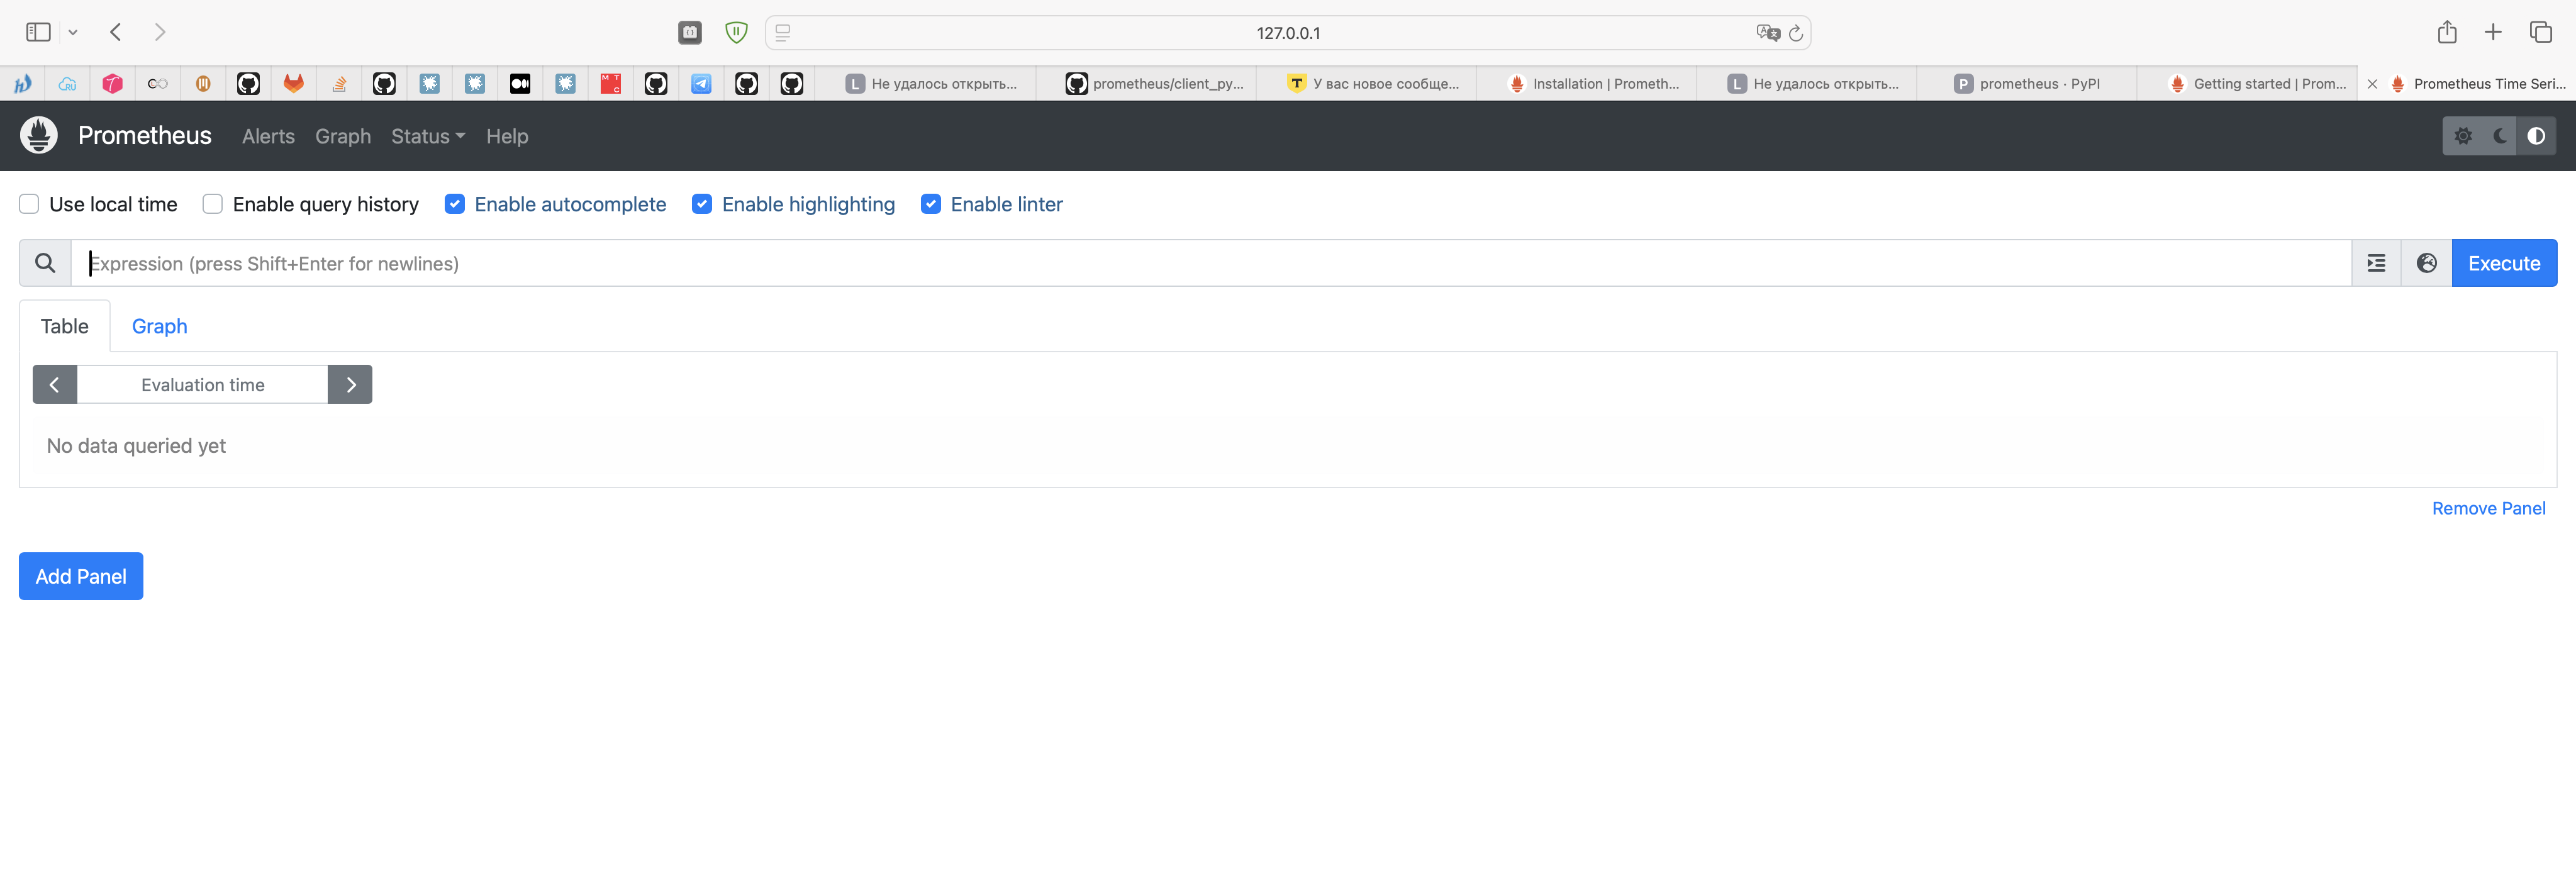 127.0.0.1
Не удалось открыть...
prometheus/client_py...
У вас новое сообще...
Installation | Prometh...
Не удалось открыть...
prometheus · PyPI
Getting started | Prom...
Prometheus Time Seri...
Prometheus Alerts Graph Status Help
Use local time Enable query history Enable autocomplete Enable highlighting Enable linter
Expression (press Shift+Enter for newlines) Execute
Table Graph
Evaluation time
No data queried yet
Remove Panel
Add Panel